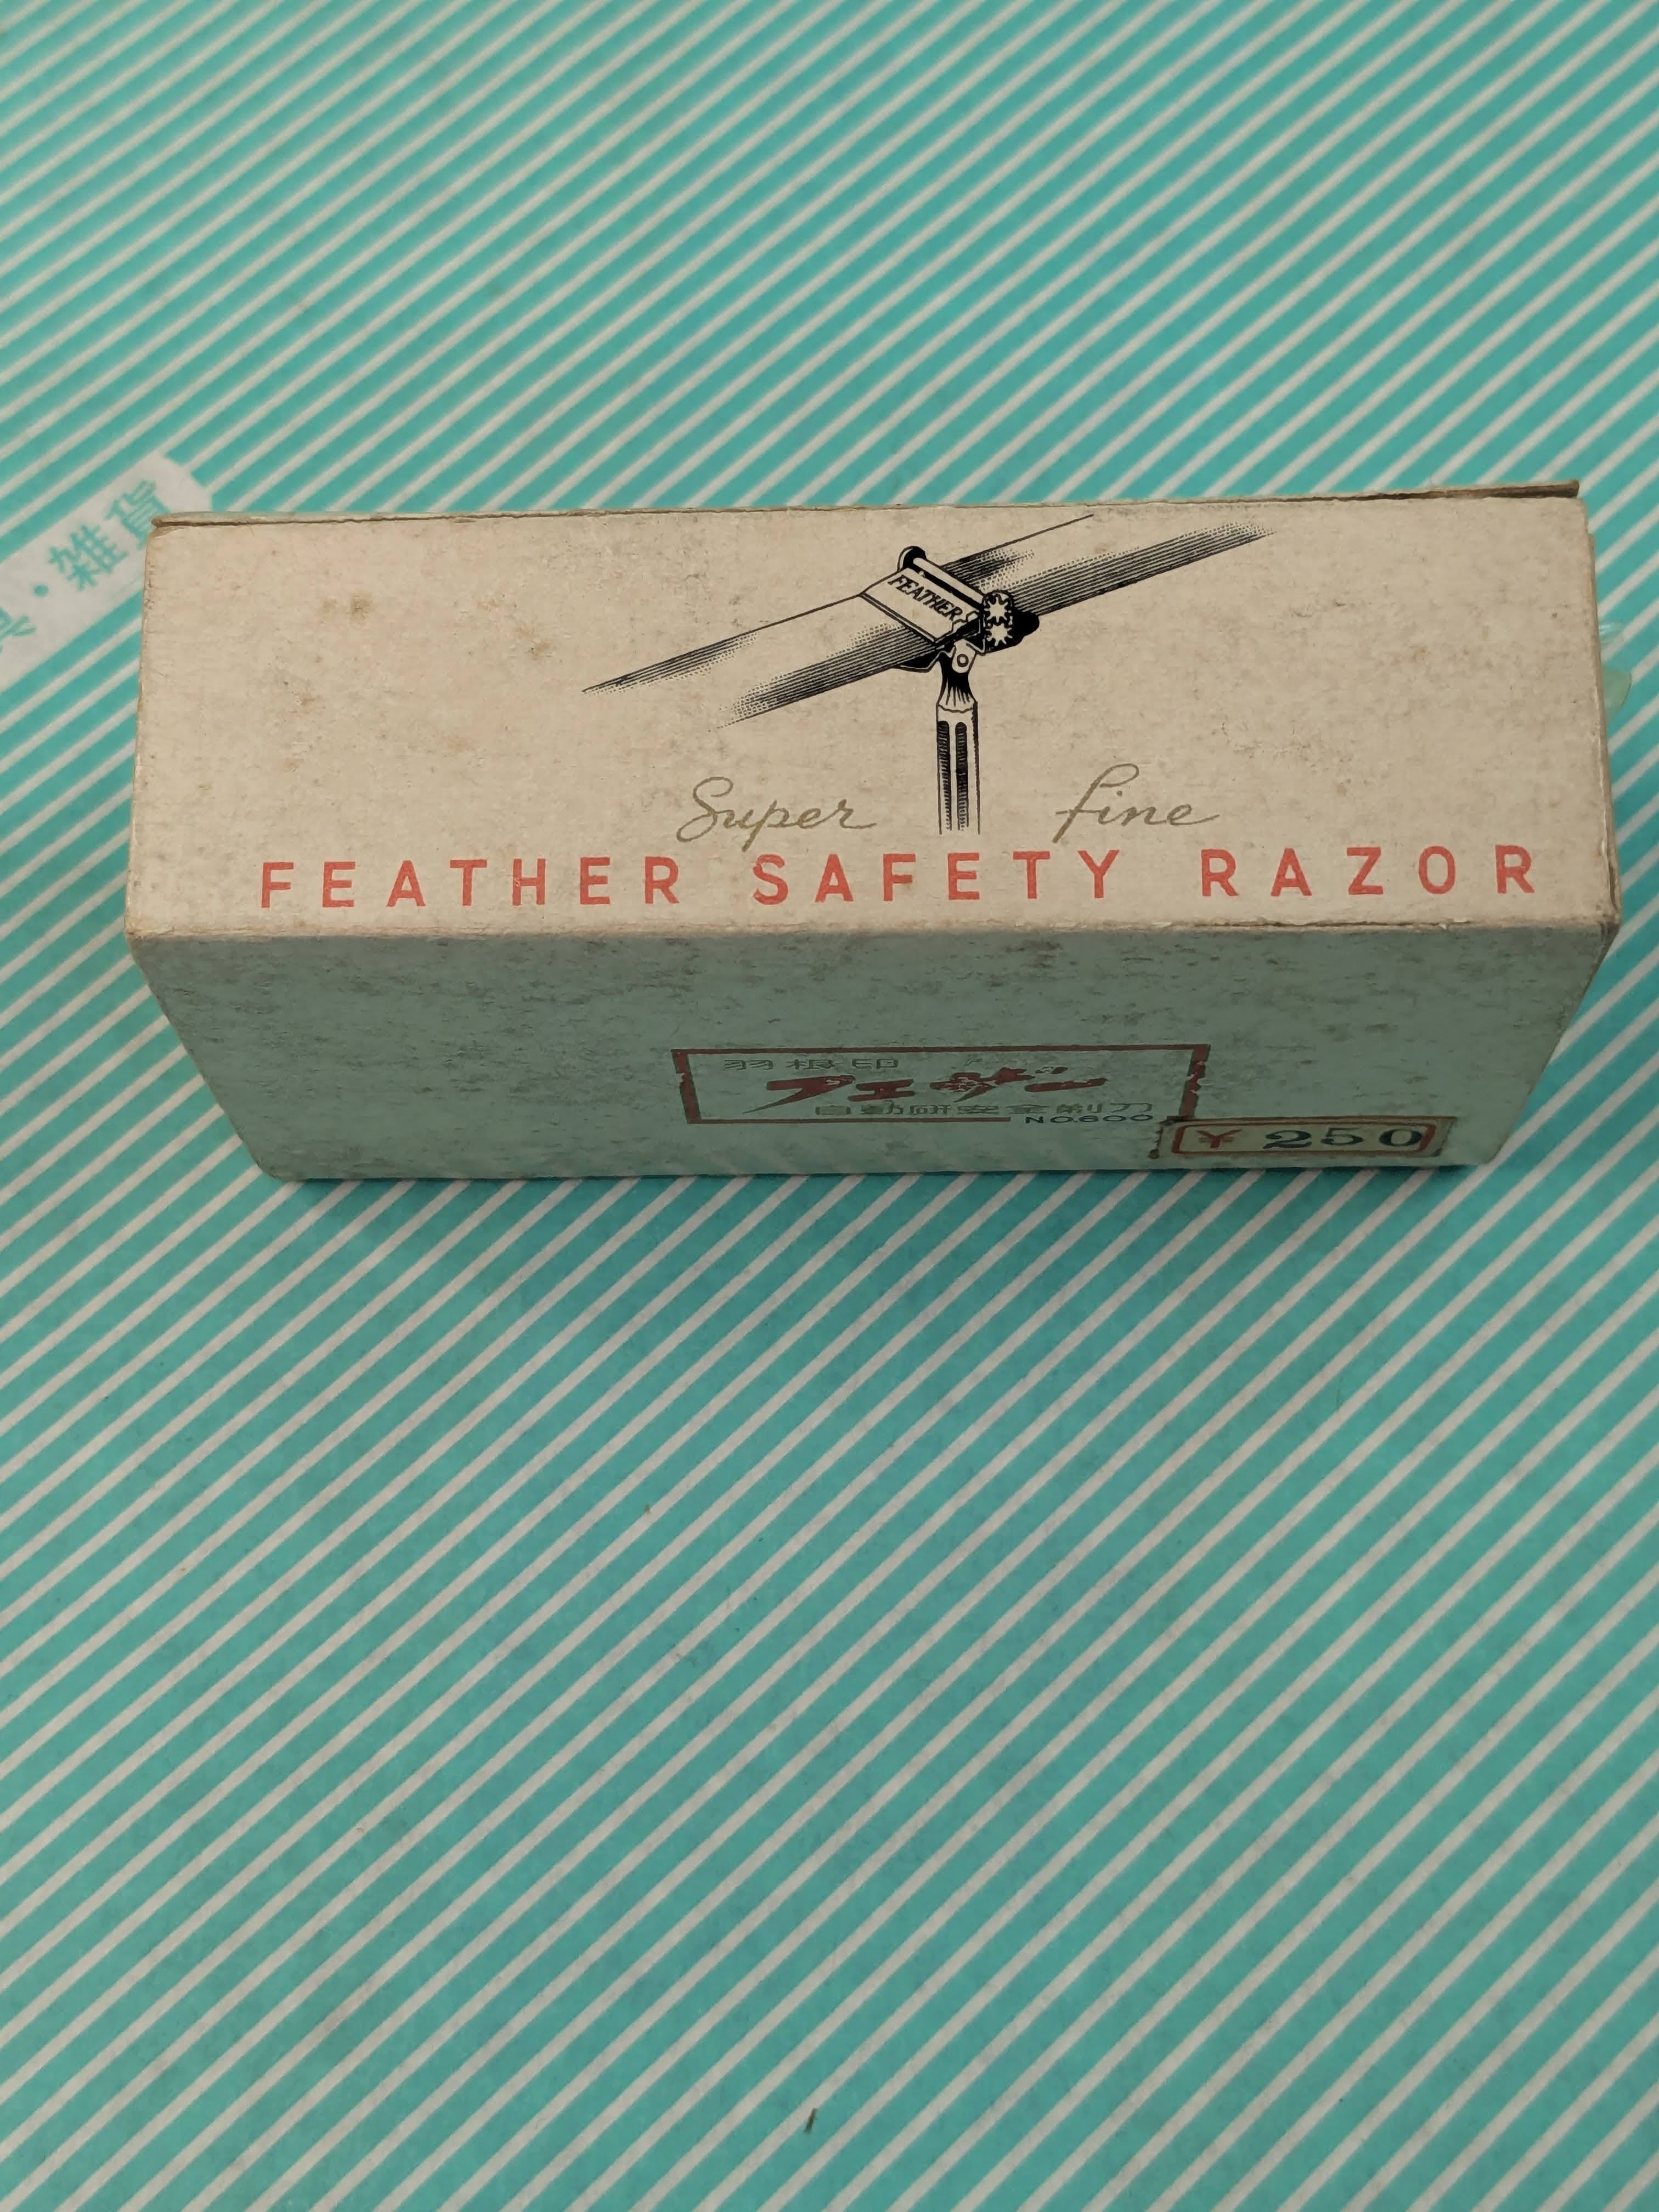 ・雑貨
FEATHER
Super fine
FEATHER SAFETY RAZOR
羽根印
フェザー
自動研安全剃刀
NO.600
¥ 250